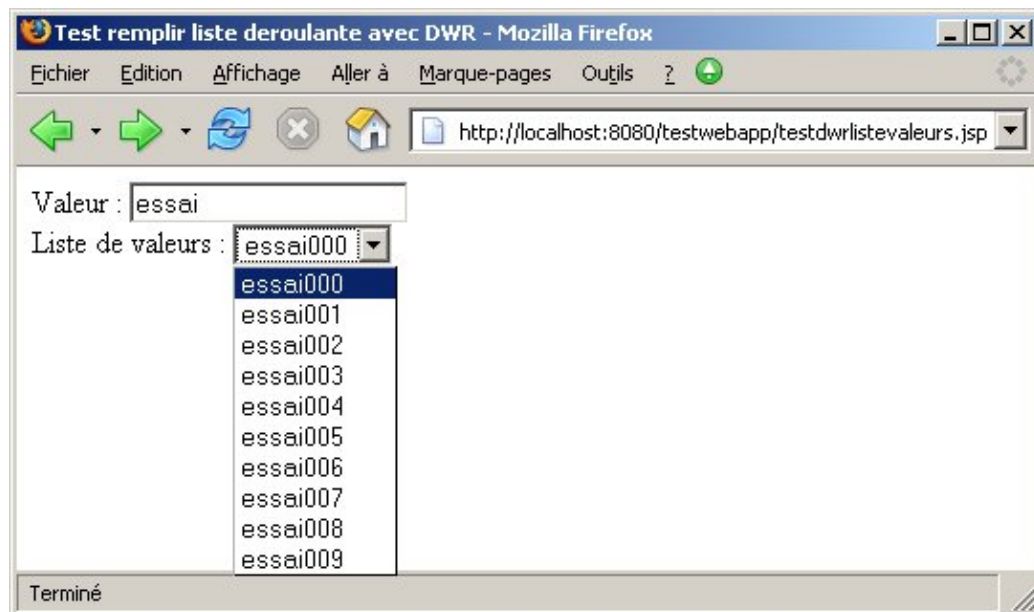 Test remplir liste deroulante avec DWR - Mozilla Firefox
Fichier Edition Affichage Aller à Marque-pages Outils ?
http://localhost:8080/testwebapp/testdwrlistevaleurs.jsp
Valeur : essai
Liste de valeurs : essai000
essai000
essai001
essai002
essai003
essai004
essai005
essai006
essai007
essai008
essai009
Terminé